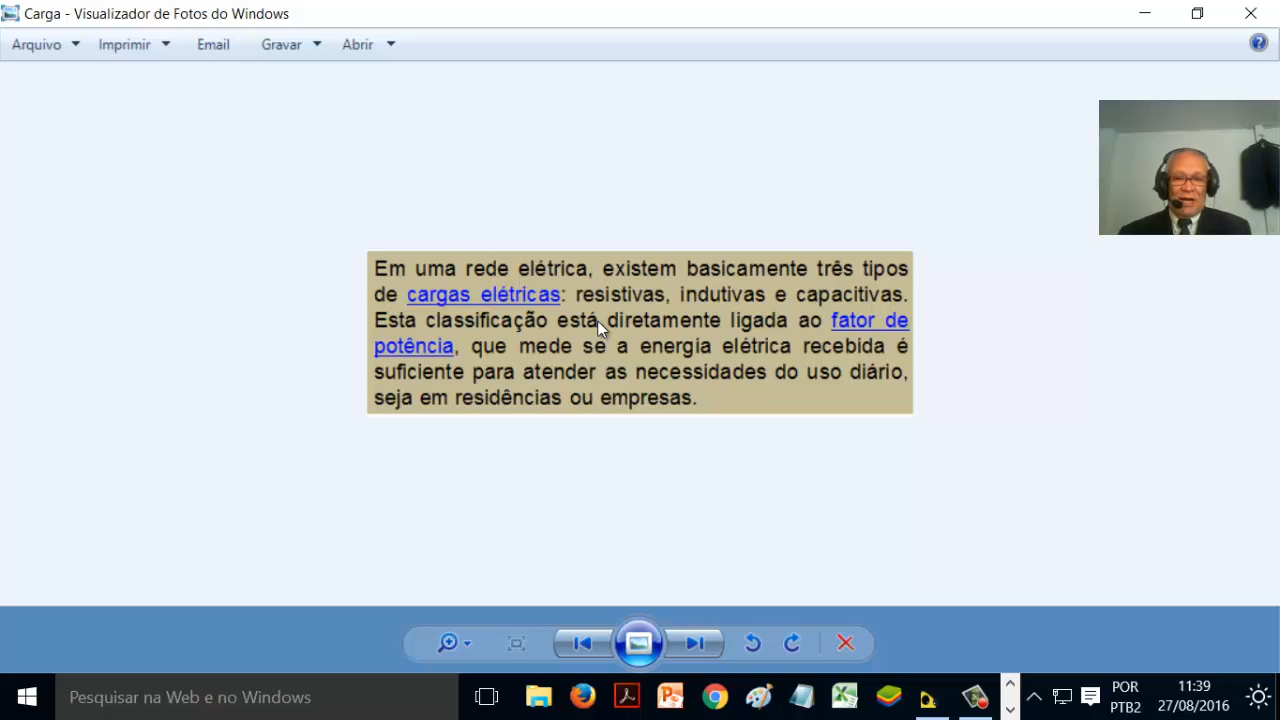 Carga - Visualizador de Fotos do Windows
Arquivo Imprimir Email Gravar Abrir
Em uma rede elétrica, existem basicamente três tipos
de cargas elétricas: resistivas, indutivas e capacitivas.
Esta classificação está diretamente ligada ao fator de
potência, que mede se a energia elétrica recebida é
suficiente para atender as necessidades do uso diário,
seja em residências ou empresas.
Pesquisar na Web e no Windows
POR
PTB2
11:39
27/08/2016